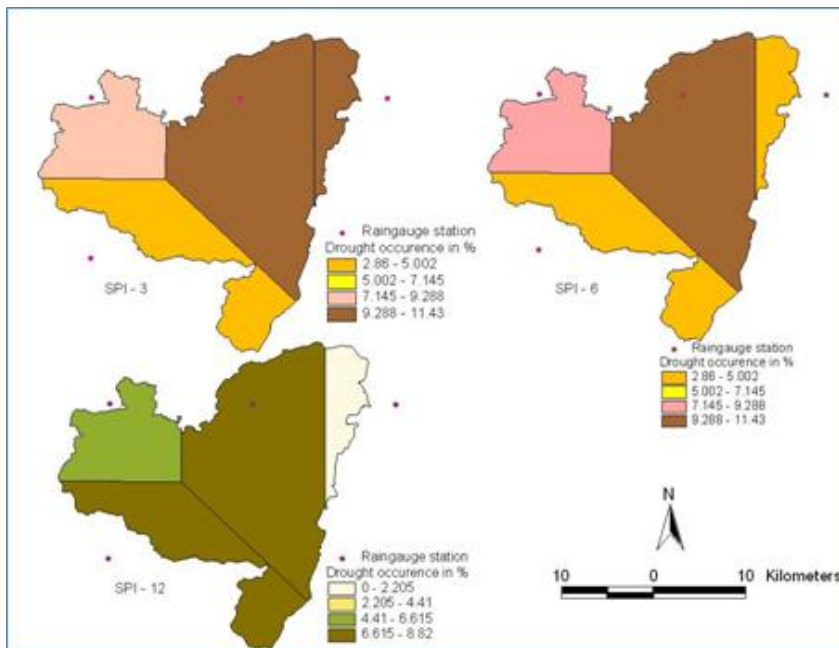 Raingauge station
Drought occurence in %
2.86 - 5.002
5.002 - 7.145
7.145 - 9.288
9.288 - 11.43
SPI - 3
Raingauge station
Drought occurence in %
2.86 - 5.002
5.002 - 7.145
7.145 - 9.288
9.288 - 11.43
SPI - 6
Raingauge station
Drought occurence in %
0 - 2.205
2.205 - 4.41
4.41 - 6.615
6.615 - 8.82
SPI - 12
N
10 0 10 Kilometers